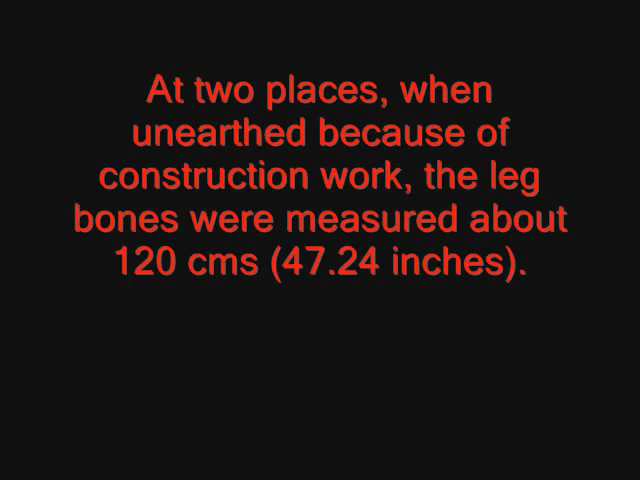 At two places, when
unearthed because of
construction work, the leg
bones were measured about
120 cms (47.24 inches).